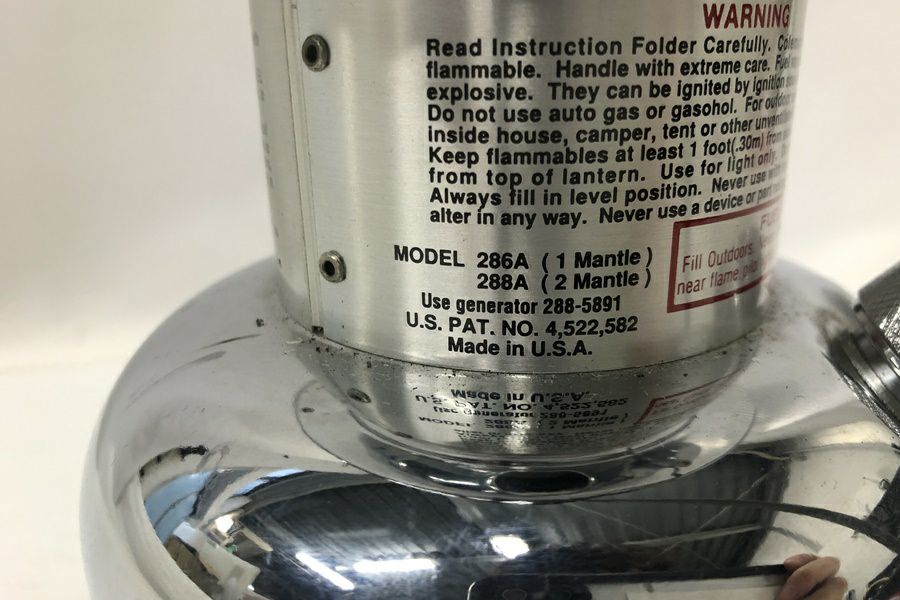 WARNING
Read Instruction Folder Carefully.
flammable. Handle with extreme care.
explosive. They can be ignited by ignition
Do not use auto gas or gasohol. For
inside house, camper, tent or other
Keep flammables at least 1 foot(.30m) from
from top of lantern. Use for light only.
Always fill in level position. Never use
alter in any way. Never use a device or
Fill Outdoors.
near flame,
MODEL 286A ( 1 Mantle )
288A ( 2 Mantle )
Use generator 288-5891
U.S. PAT. NO. 4,522,582
Made in U.S.A.